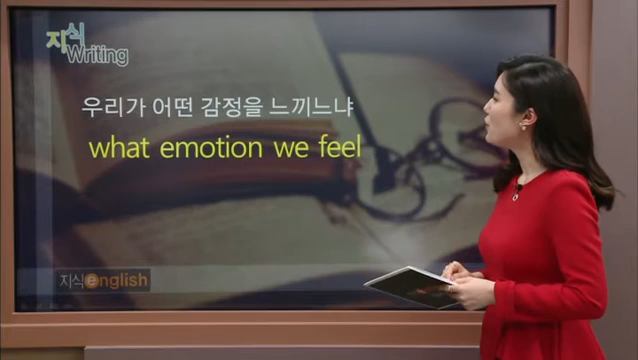 지식
Writing
우리가 어떤 감정을 느끼느냐
what emotion we feel
지식english